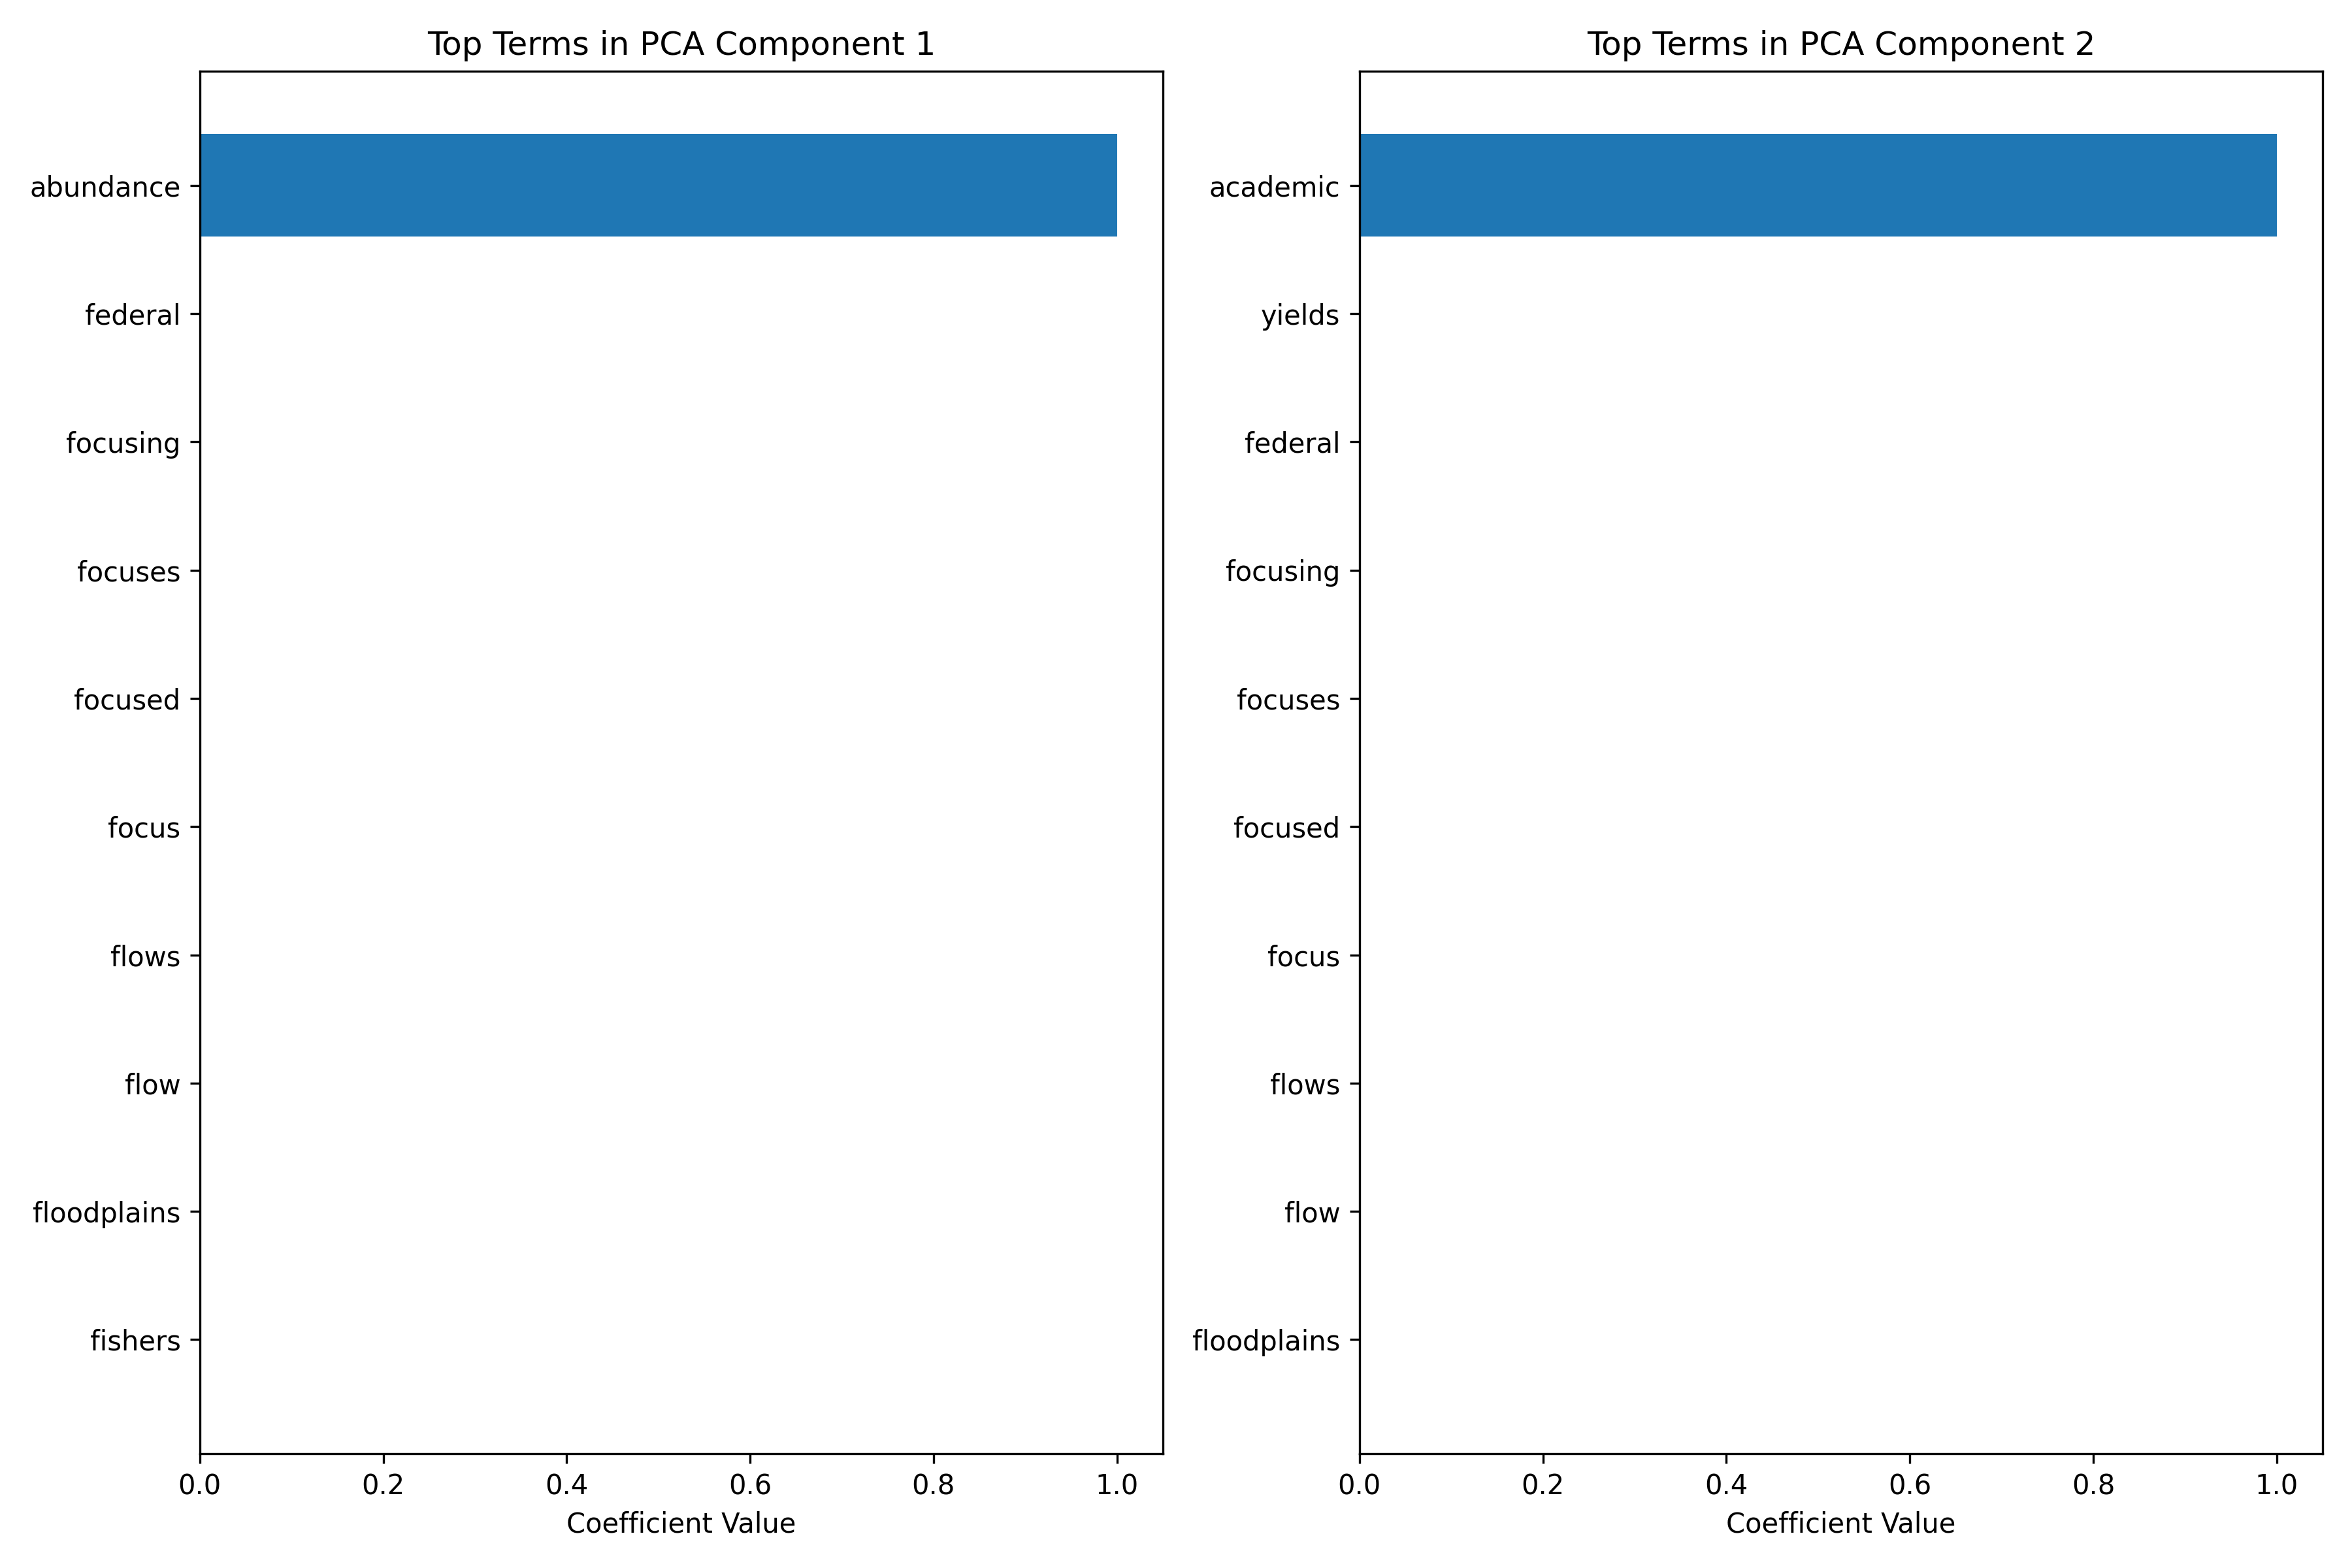 Top Terms in PCA Component 1
abundance
federal
focusing
focuses
focused
focus
flows
flow
floodplains
fishers
0.0 0.2 0.4 0.6 0.8 1.0
Coefficient Value
Top Terms in PCA Component 2
academic
yields
federal
focusing
focuses
focused
focus
flows
flow
floodplains
0.0 0.2 0.4 0.6 0.8 1.0
Coefficient Value